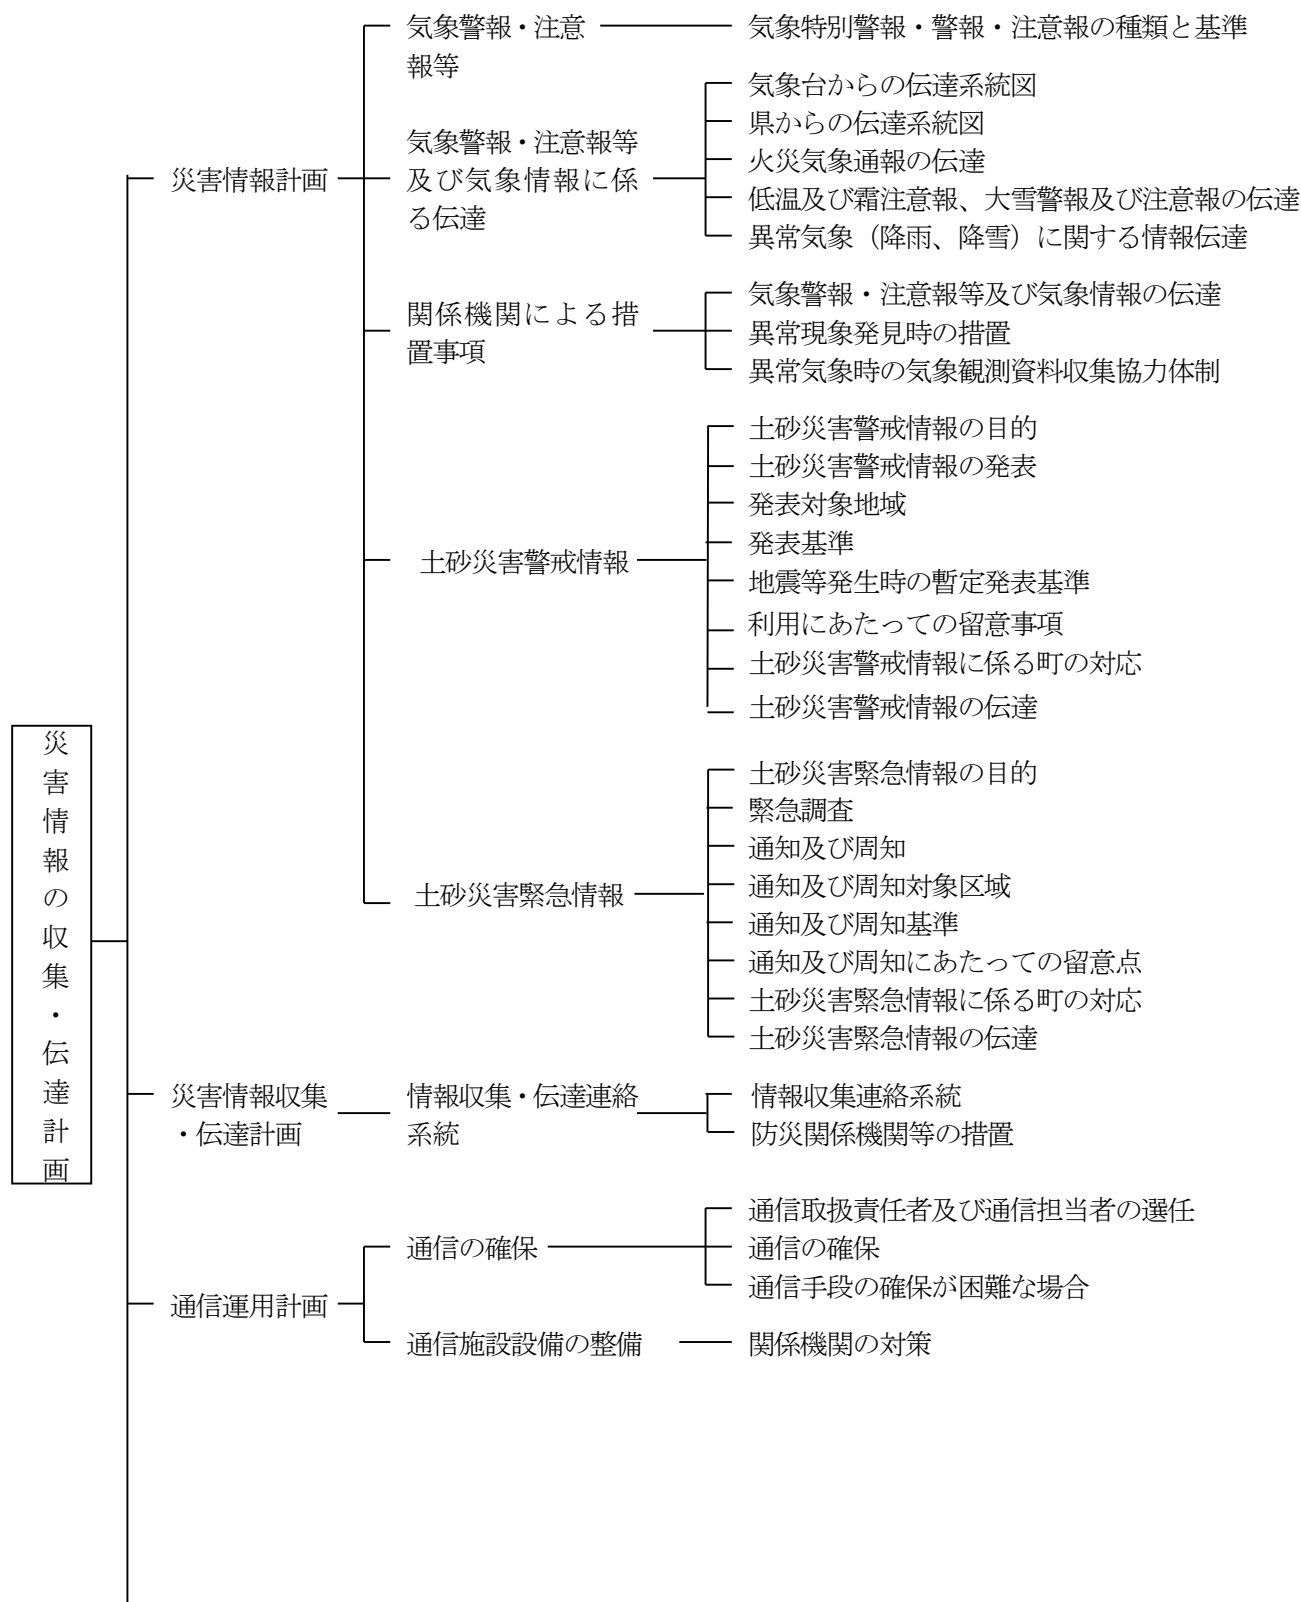 災害情報の収集・伝達計画
災害情報計画
気象警報・注意
報等
気象特別警報・警報・注意報の種類と基準
気象警報・注意報等
及び気象情報に係
る伝達
気象台からの伝達系統図
県からの伝達系統図
火災気象通報の伝達
低温及び霜注意報、大雪警報及び注意報の伝達
異常気象（降雨、降雪）に関する情報伝達
関係機関による措
置事項
気象警報・注意報等及び気象情報の伝達
異常現象発見時の措置
異常気象時の気象観測資料収集協力体制
土砂災害警戒情報
土砂災害警戒情報の目的
土砂災害警戒情報の発表
発表対象地域
発表基準
地震等発生時の暫定発表基準
利用にあたっての留意事項
土砂災害警戒情報に係る町の対応
土砂災害警戒情報の伝達
土砂災害緊急情報
土砂災害緊急情報の目的
緊急調査
通知及び周知
通知及び周知対象区域
通知及び周知基準
通知及び周知にあたっての留意点
土砂災害緊急情報に係る町の対応
土砂災害緊急情報の伝達
災害情報収集
・伝達計画
情報収集・伝達連絡
系統
情報収集連絡系統
防災関係機関等の措置
通信運用計画
通信の確保
通信取扱責任者及び通信担当者の選任
通信の確保
通信手段の確保が困難な場合
通信施設設備の整備
関係機関の対策